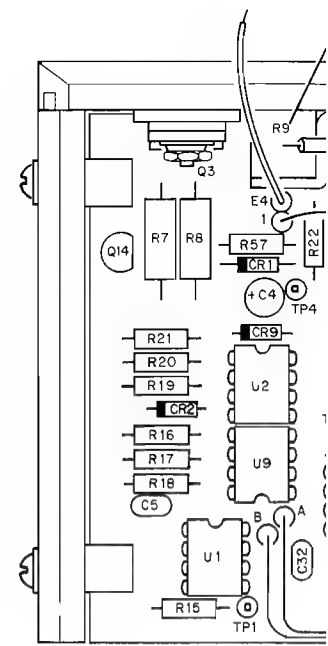 R9
Q3
E4
1
Q14
R7
R8
R57
R22
CR1
+C4
TP4
R21
CR9
R20
R19
U2
CR2
R16
R17
U9
R18
C5
B
A
U1
C32
R15
TP1